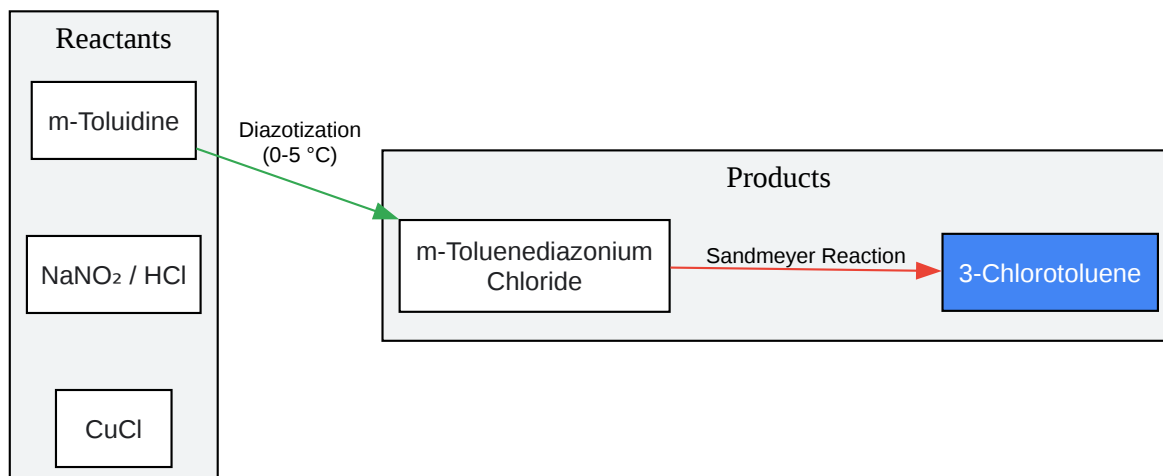 Reactants
m-Toluidine
NaNO₂ / HCl
CuCl
Diazotization
(0-5 °C)
Products
m-Toluenediazonium
Chloride
Sandmeyer Reaction
3-Chlorotoluene